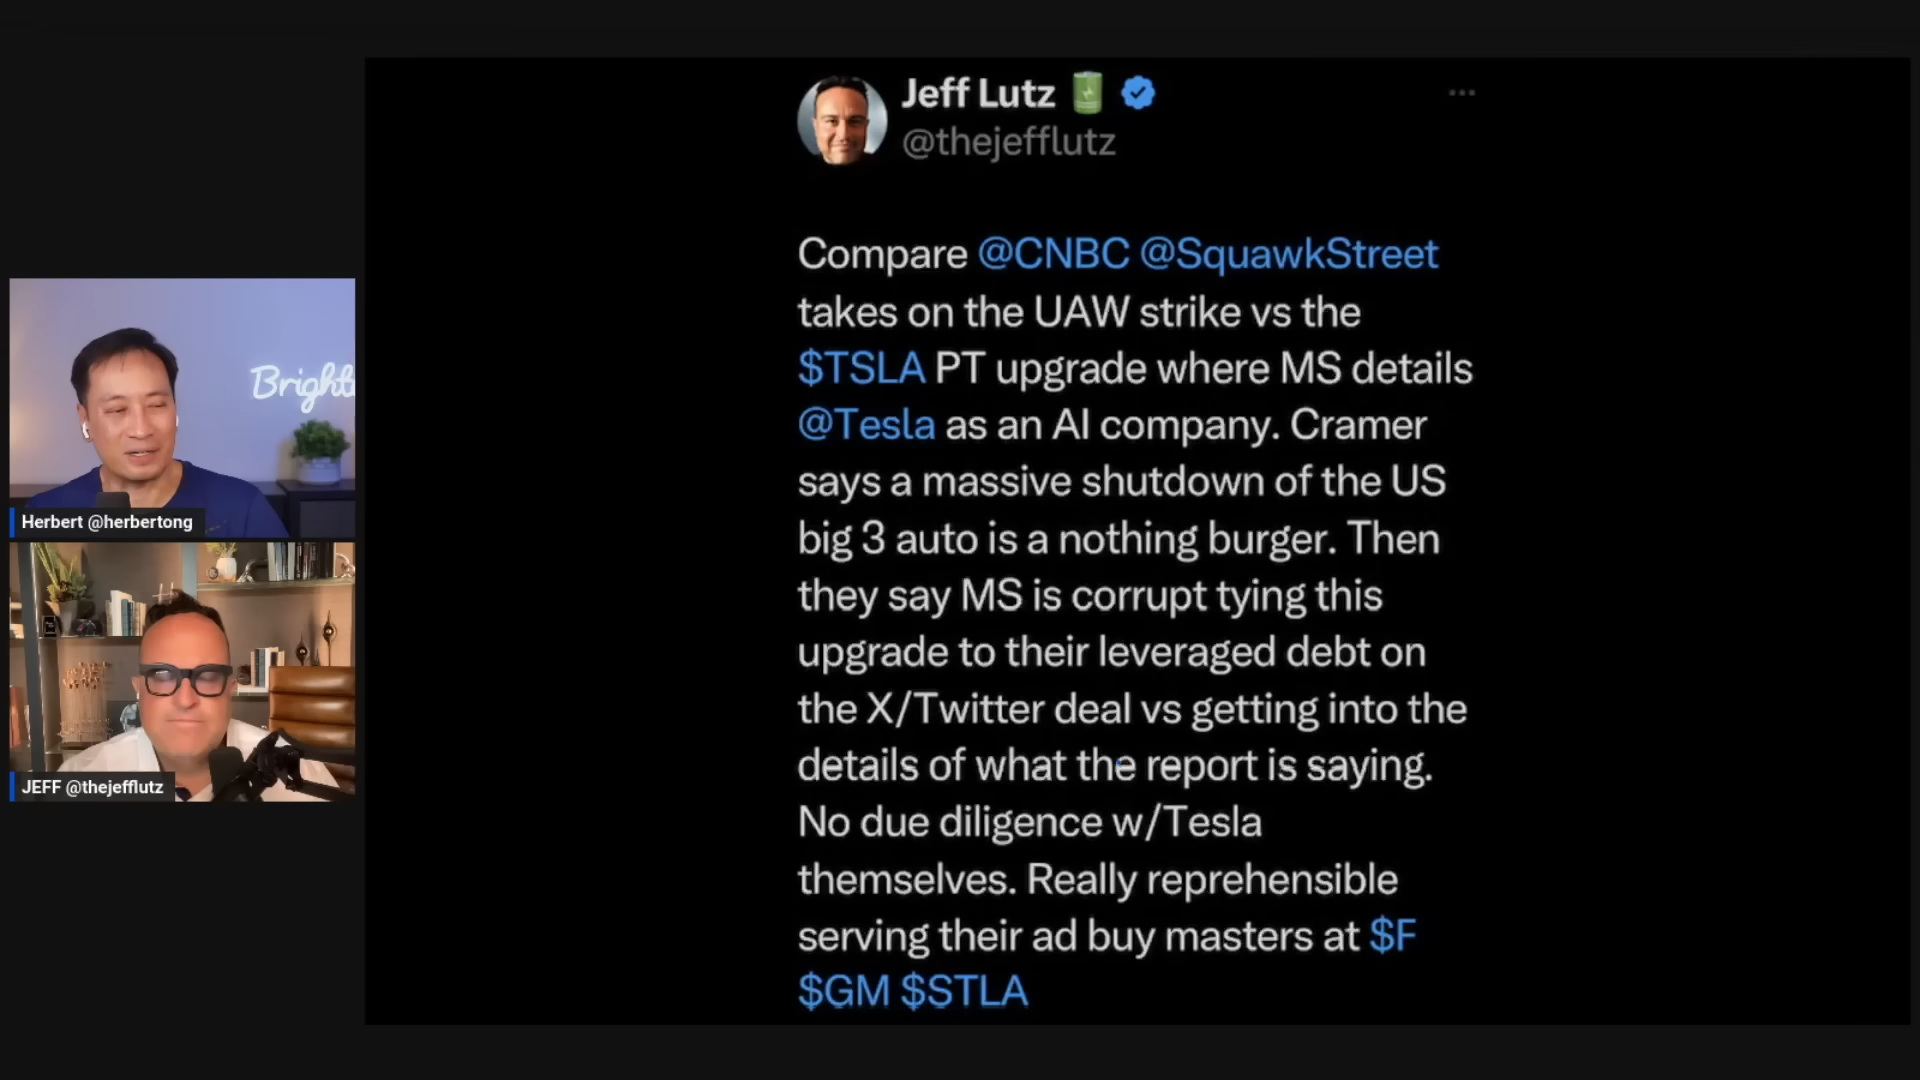 Jeff Lutz
@thejefflutz
Compare @CNBC @SquawkStreet
takes on the UAW strike vs the
$TSLA PT upgrade where MS details
@Tesla as an AI company. Cramer
says a massive shutdown of the US
big 3 auto is a nothing burger. Then
they say MS is corrupt tying this
upgrade to their leveraged debt on
the X/Twitter deal vs getting into the
details of what the report is saying.
No due diligence w/Tesla
themselves. Really reprehensible
serving their ad buy masters at $F
$GM $STLA
Herbert @herbertong
JEFF @thejefflutz